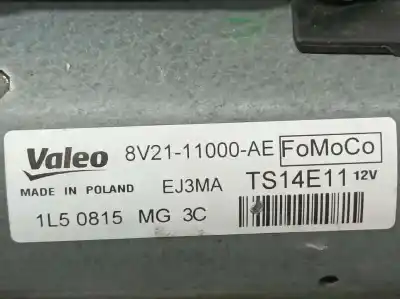 Valeo 8V21-11000-AE FoMoCo
MADE IN POLAND EJ3MA TS14E11 12V
1L5 0815 MG 3C